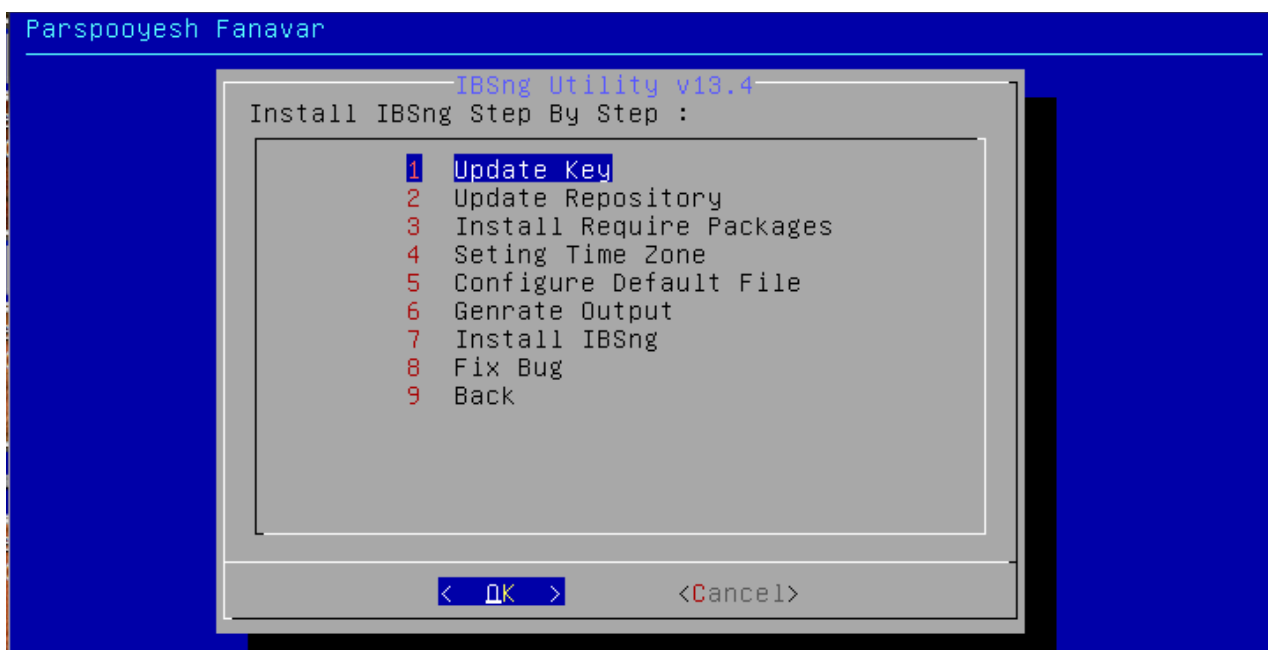 Parspooyesh Fanavar
IBSng Utility v13.4
Install IBSng Step By Step :
1 Update Key
2 Update Repository
3 Install Require Packages
4 Seting Time Zone
5 Configure Default File
6 Genrate Output
7 Install IBSng
8 Fix Bug
9 Back
< OK > <Cancel>